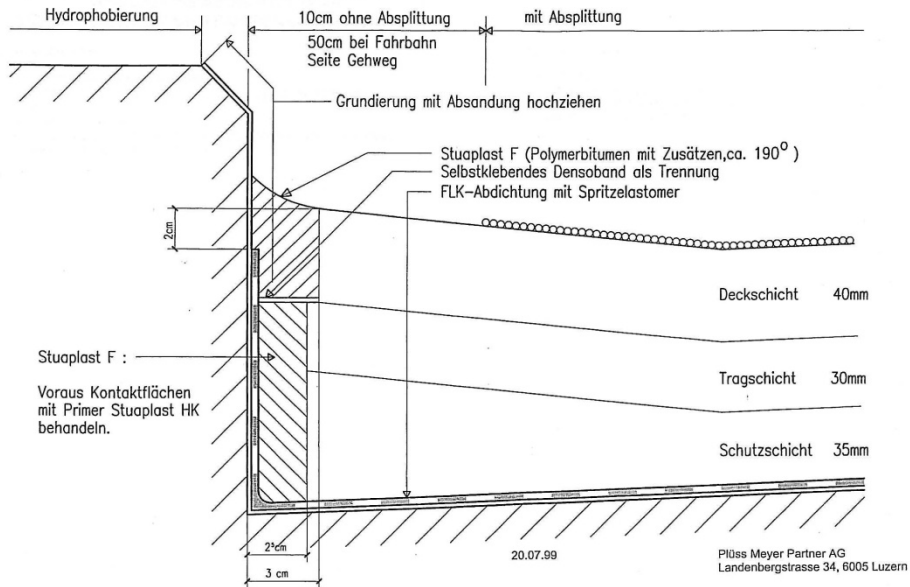 Hydrophobierung
10cm ohne Absplittung
mit Absplittung
50cm bei Fahrbahn
Seite Gehweg
Grundierung mit Absandung hochziehen
Stuaplast F (Polymerbitumen mit Zusätzen,ca. 190° )
Selbstklebendes Densoband als Trennung
FLK-Abdichtung mit Spritzelastomer
2cm
Deckschicht 40mm
Stuaplast F :
Tragschicht 30mm
Voraus Kontaktflächen
mit Primer Stuaplast HK
behandeln.
Schutzschicht 35mm
2⁵cm
3 cm
20.07.99
Plüss Meyer Partner AG
Landenbergstrasse 34, 6005 Luzern